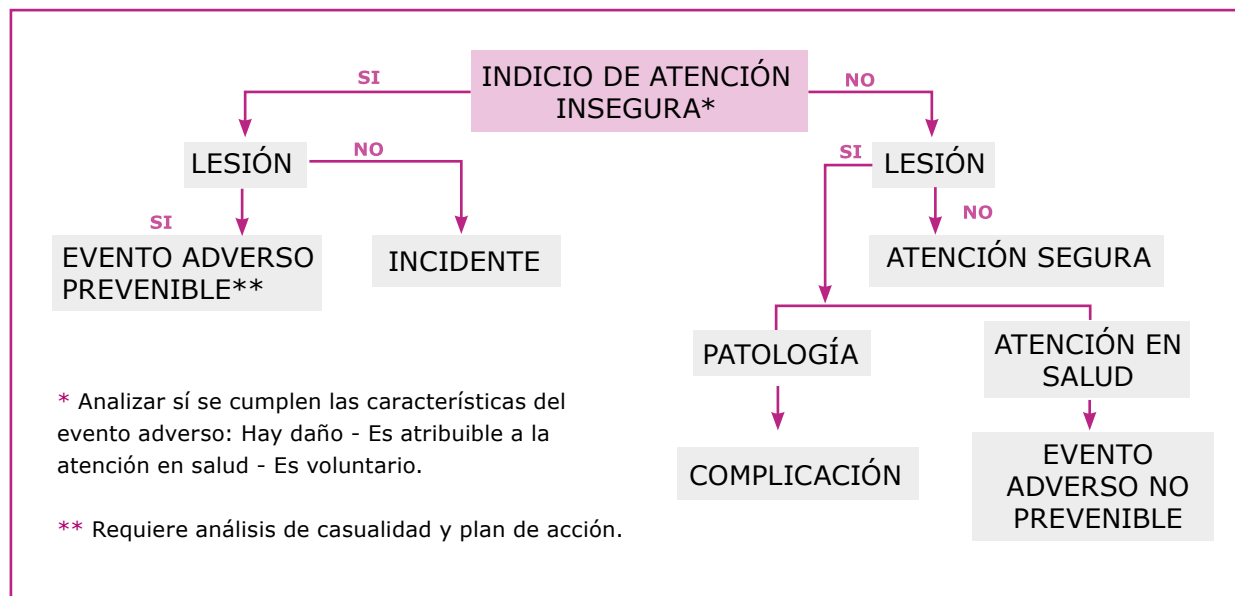 INDICIO DE ATENCIÓN
INSEGURA*
SI
NO
LESIÓN
NO
SI
LESIÓN
SI
NO
EVENTO ADVERSO
PREVENIBLE**
INCIDENTE
ATENCIÓN SEGURA
PATOLOGÍA
ATENCIÓN EN
SALUD
COMPLICACIÓN
EVENTO
ADVERSO NO
PREVENIBLE
* Analizar sí se cumplen las características del
evento adverso: Hay daño - Es atribuible a la
atención en salud - Es voluntario.
** Requiere análisis de casualidad y plan de acción.